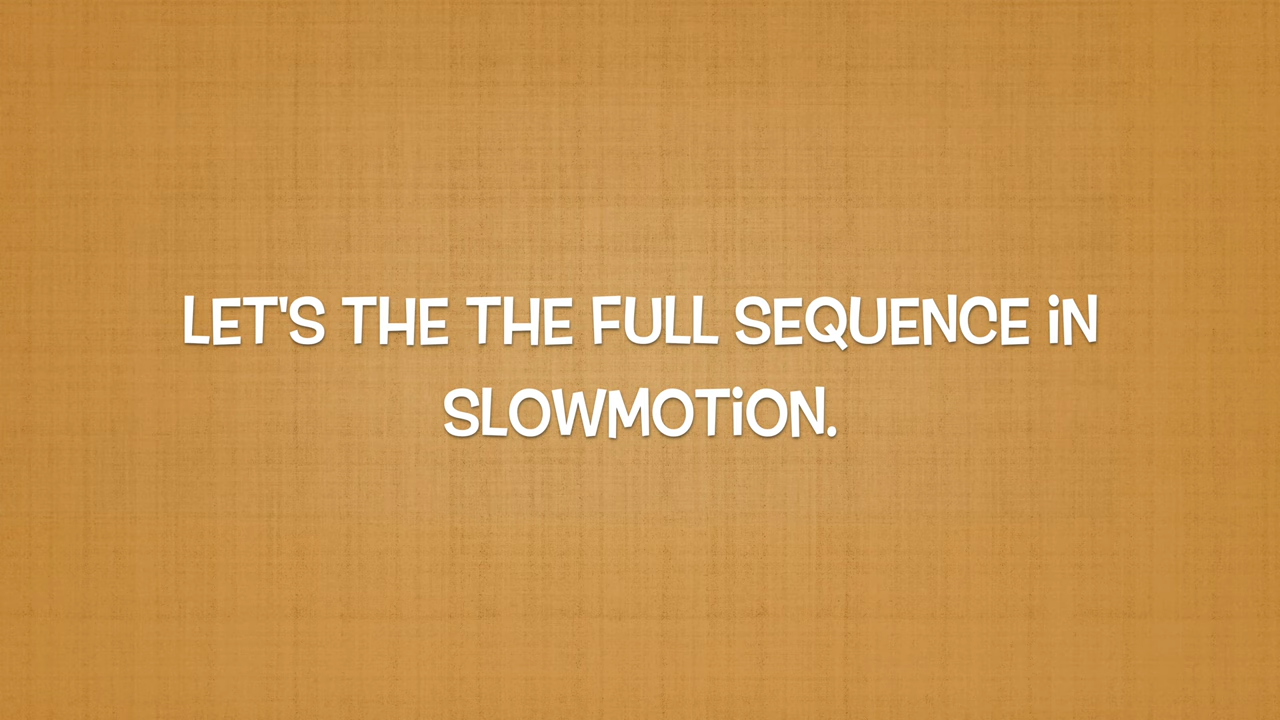 LET'S THE THE FULL SEQUENCE iN
SLOWMOTiON.